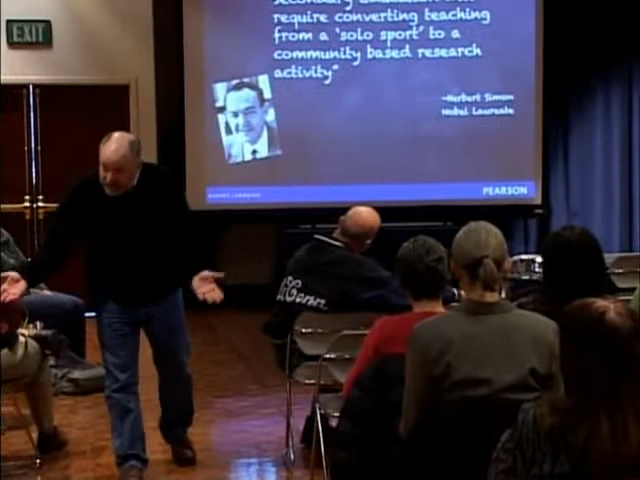 EXIT
require converting teaching
from a 'solo sport' to a
community based research
activity"
-Herbert Simon
Nobel Laureate
PEARSON